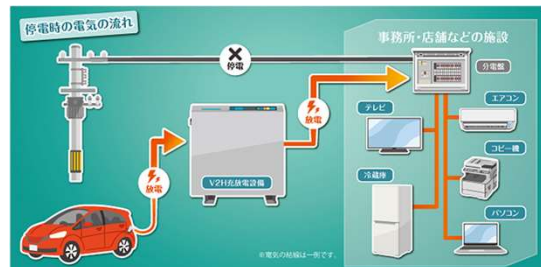 停電時の電気の流れ
停電
事務所・店舗などの施設
分電盤
放電
テレビ
エアコン
V2H充放電設備
放電
冷蔵庫
コピー機
パソコン
※電気の結線は一例です。